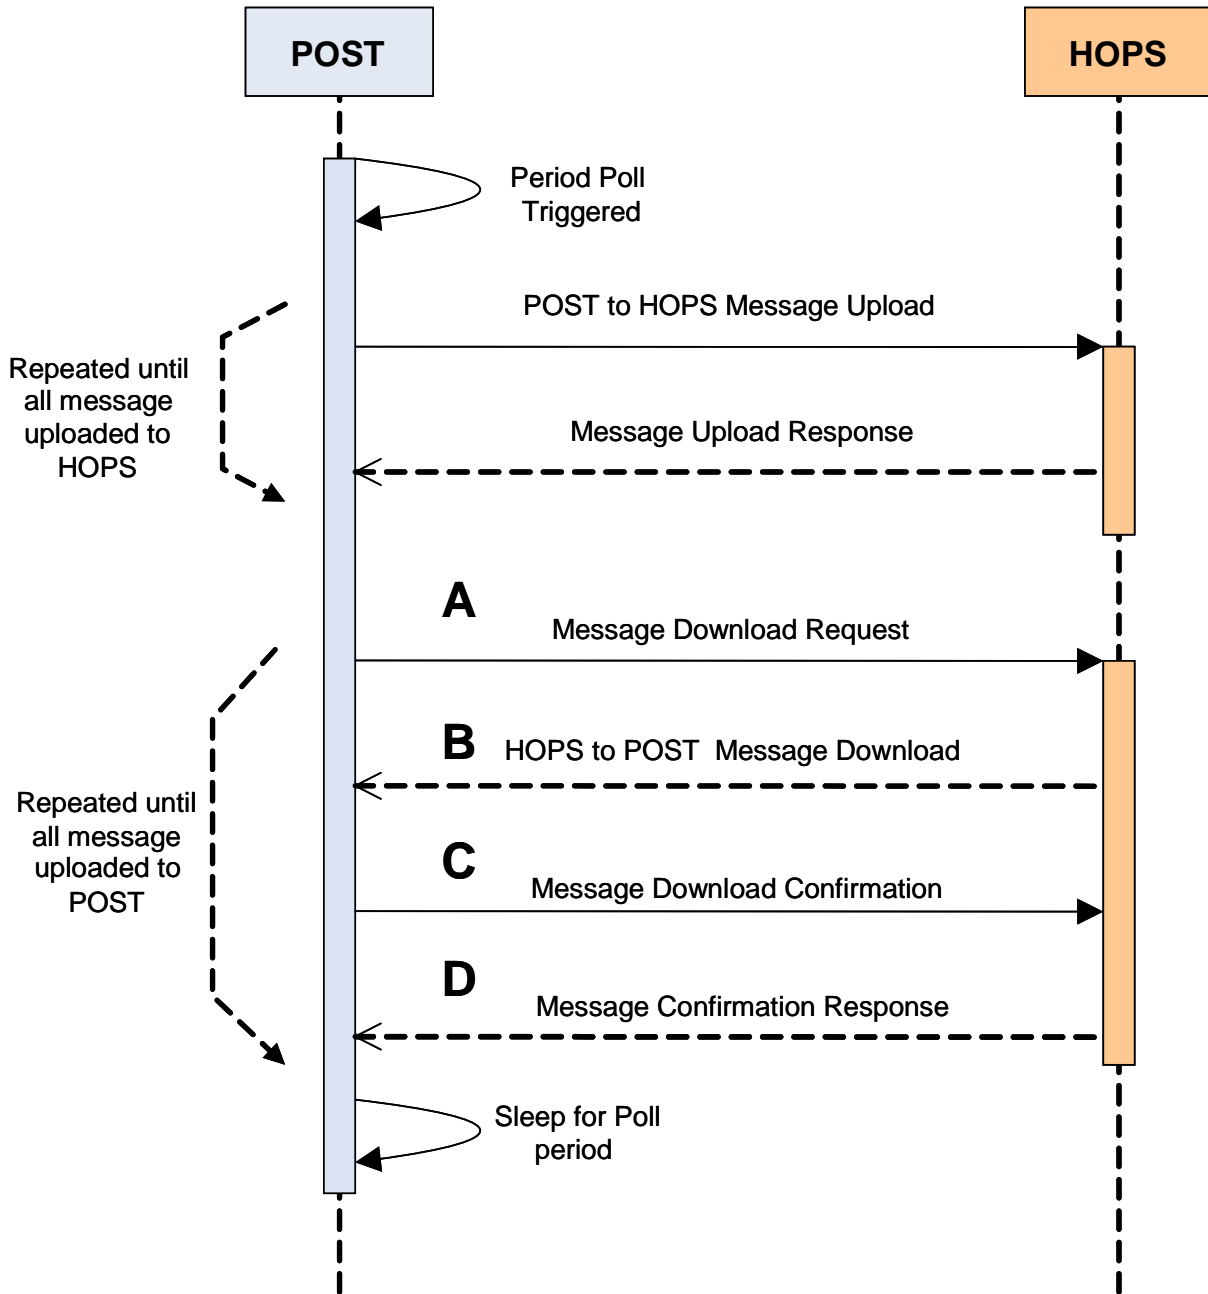 POST
HOPS
Period Poll
Triggered
POST to HOPS Message Upload
Repeated until
all message
uploaded to
HOPS
Message Upload Response
A
Message Download Request
B
HOPS to POST Message Download
Repeated until
all message
uploaded to
POST
C
Message Download Confirmation
D
Message Confirmation Response
Sleep for Poll
period